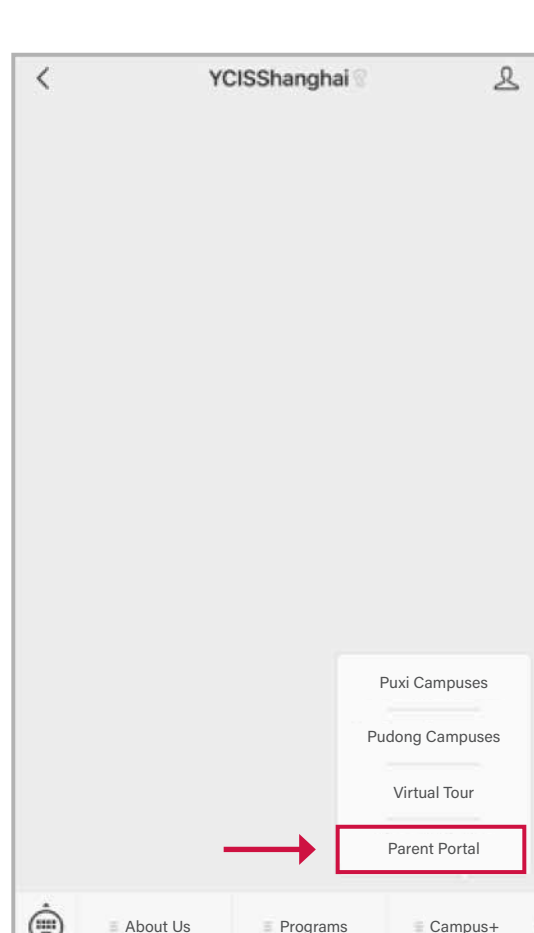 YCISShanghai
Puxi Campuses
Pudong Campuses
Virtual Tour
Parent Portal
About Us
Programs
Campus+